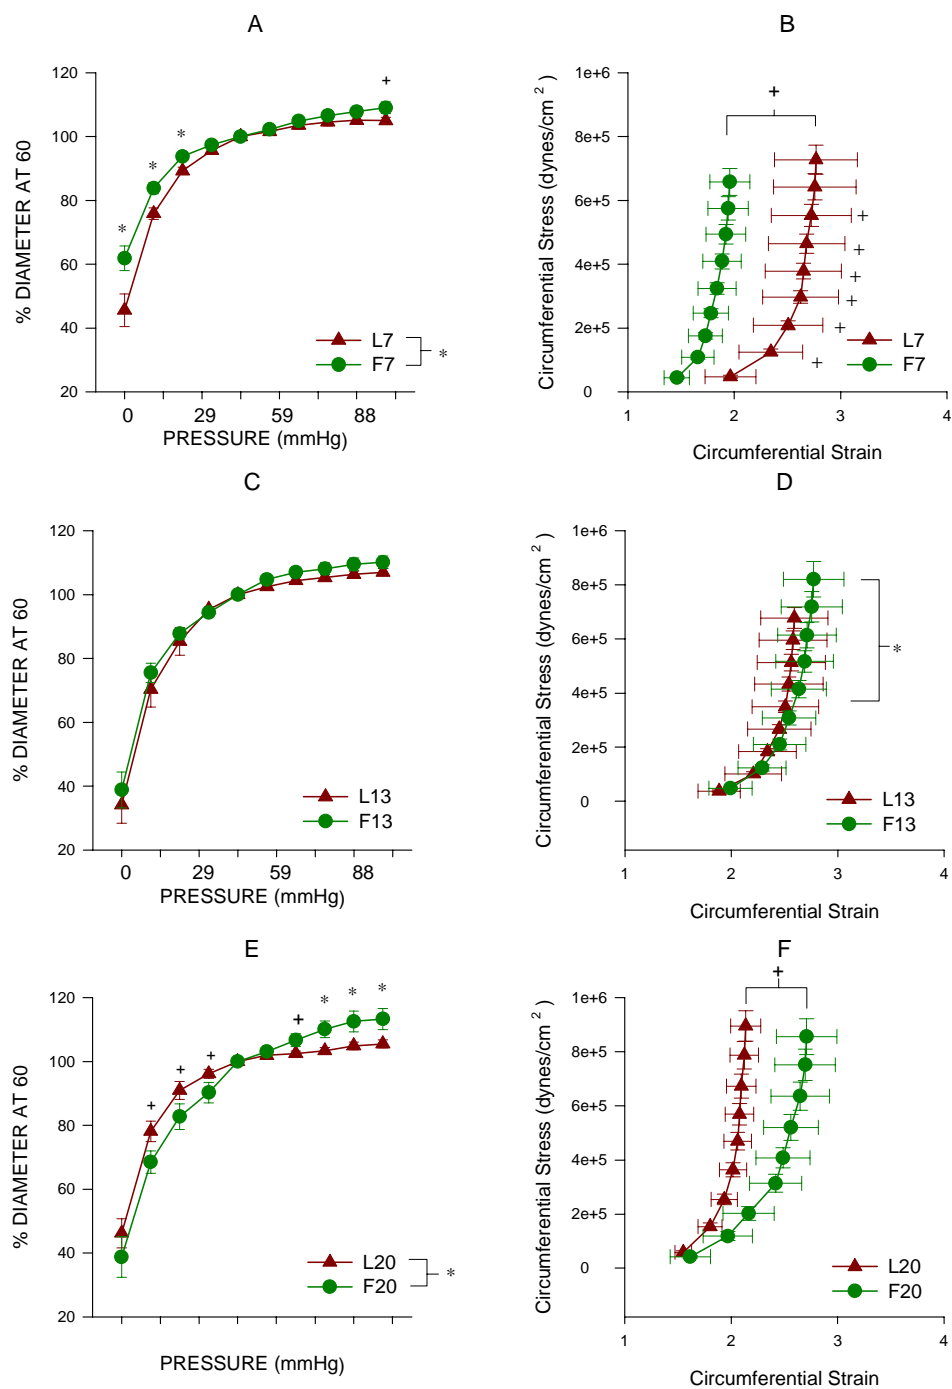 A
120
100
80
60
40
20
% DIAMETER AT 60
*
*
*
+
L7
F7
*
0 29 59 88
PRESSURE (mmHg)
B
1e+6
8e+5
6e+5
4e+5
2e+5
0
Circumferential Stress (dynes/cm 2 )
+
+
+
+
+
+
+
L7
F7
1 2 3 4
Circumferential Strain
C
120
100
80
60
40
20
% DIAMETER AT 60
L13
F13
0 29 59 88
PRESSURE (mmHg)
D
1e+6
8e+5
6e+5
4e+5
2e+5
0
Circumferential Stress (dynes/cm 2 )
*
L13
F13
1 2 3 4
Circumferential Strain
E
120
100
80
60
40
20
% DIAMETER AT 60
+
+
+
+
*
*
*
L20
F20
*
PRESSURE (mmHg)
F
1e+6
8e+5
6e+5
4e+5
2e+5
0
Circumferential Stress (dynes/cm 2 )
+
L20
F20
1 2 3 4
Circumferential Strain